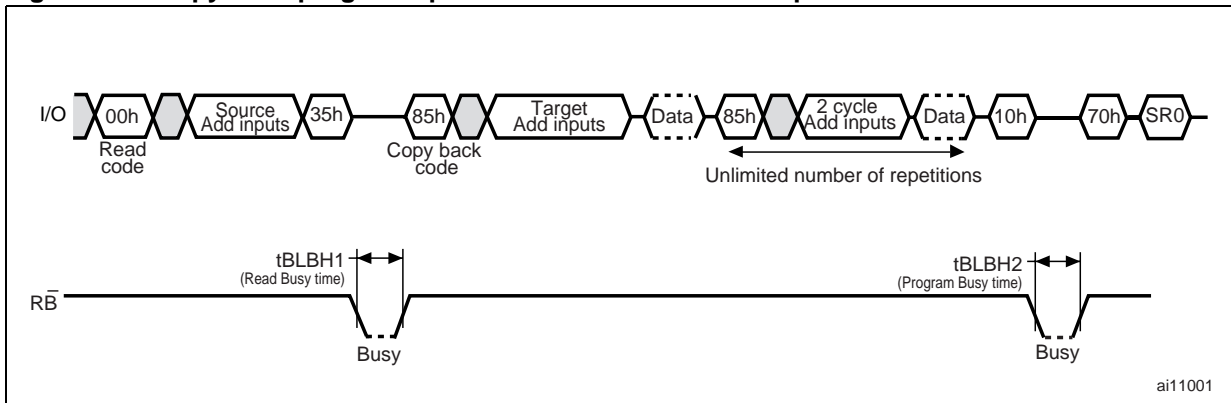 I/O 00h Source Add inputs 35h 85h Target Add inputs Data 85h 2 cycle Add inputs Data 10h 70h SR0
Read code
Copy back code
Unlimited number of repetitions
tBLBH1
(Read Busy time)
tBLBH2
(Program Busy time)
RB
Busy
Busy
ai11001